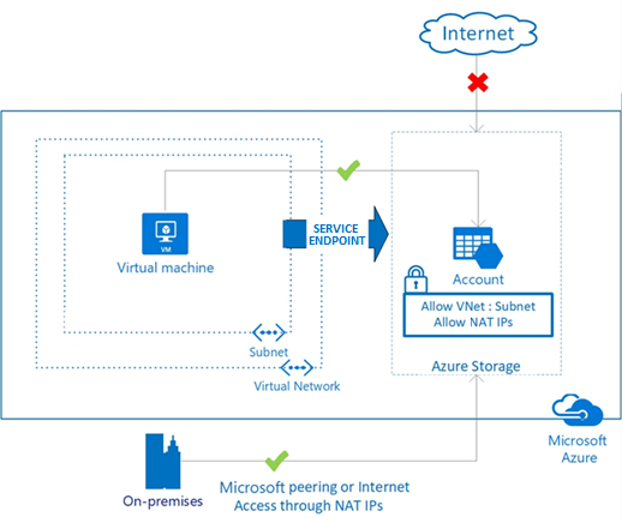 Internet
SERVICE
ENDPOINT
VM
Virtual machine
Account
Allow VNet : Subnet
Allow NAT IPs
Subnet
Azure Storage
Virtual Network
Microsoft
Azure
On-premises
Microsoft peering or Internet
Access through NAT IPs